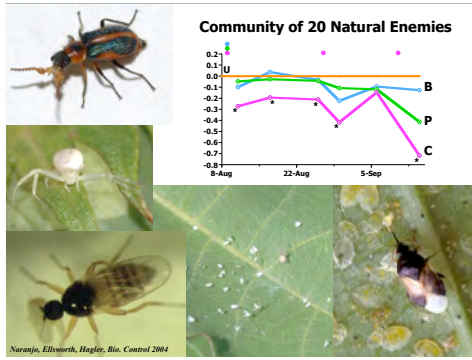 Community of 20 Natural Enemies
0.2
0.1
0.0
-0.1
-0.2
-0.3
-0.4
-0.5
-0.6
-0.7
-0.8
U
B
P
C
*
*
*
*
*
8-Aug
22-Aug
5-Sep
Naranjo, Ellsworth, Hagler, Bio. Control 2004